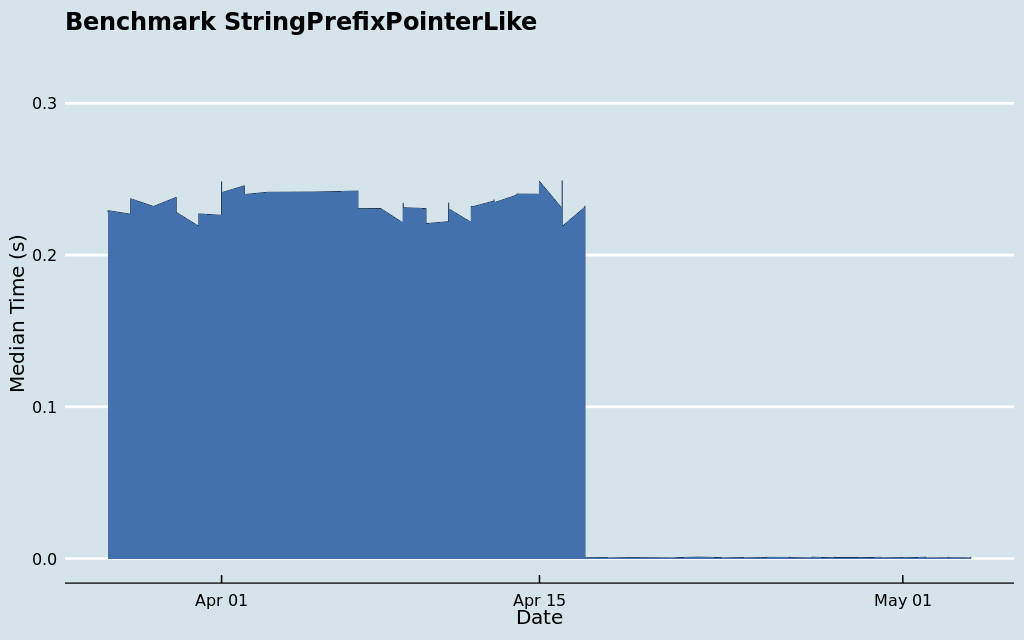 Benchmark StringPrefixPointerLike
Median Time (s)
0.3
0.2
0.1
0.0
Apr 01
Apr 15
May 01
Date